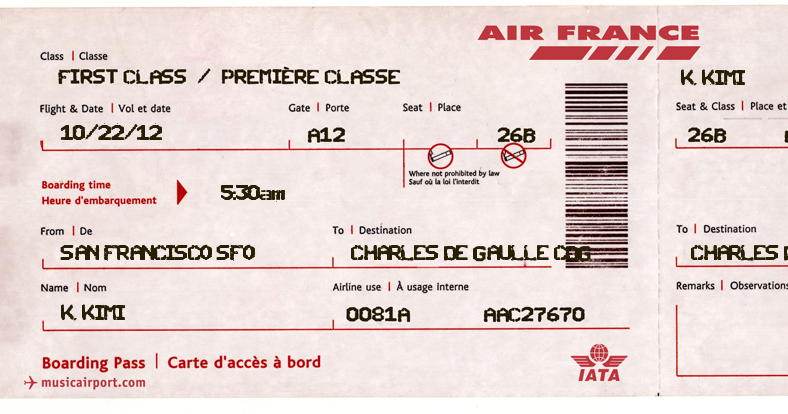 AIR FRANCE
Class | Classe
FIRST CLASS / PREMIÈRE CLASSE
K. KIMI
Flight & Date | Vol et date
Gate | Porte
Seat | Place
Seat & Class | Place et
10/22/12
A12
26B
26B
Where not prohibited by law
Sauf où la loi l'interdit
Boarding time
Heure d'embarquement
5:30am
From | De
To | Destination
To | Destination
SAN FRANCISCO SFO
CHARLES DE GAULLE CDG
CHARLES
Name | Nom
Airline use | À usage interne
Remarks | Observations
K. KIMI
0081A
AAC27670
Boarding Pass | Carte d'accès à bord
IATA
musicairport.com